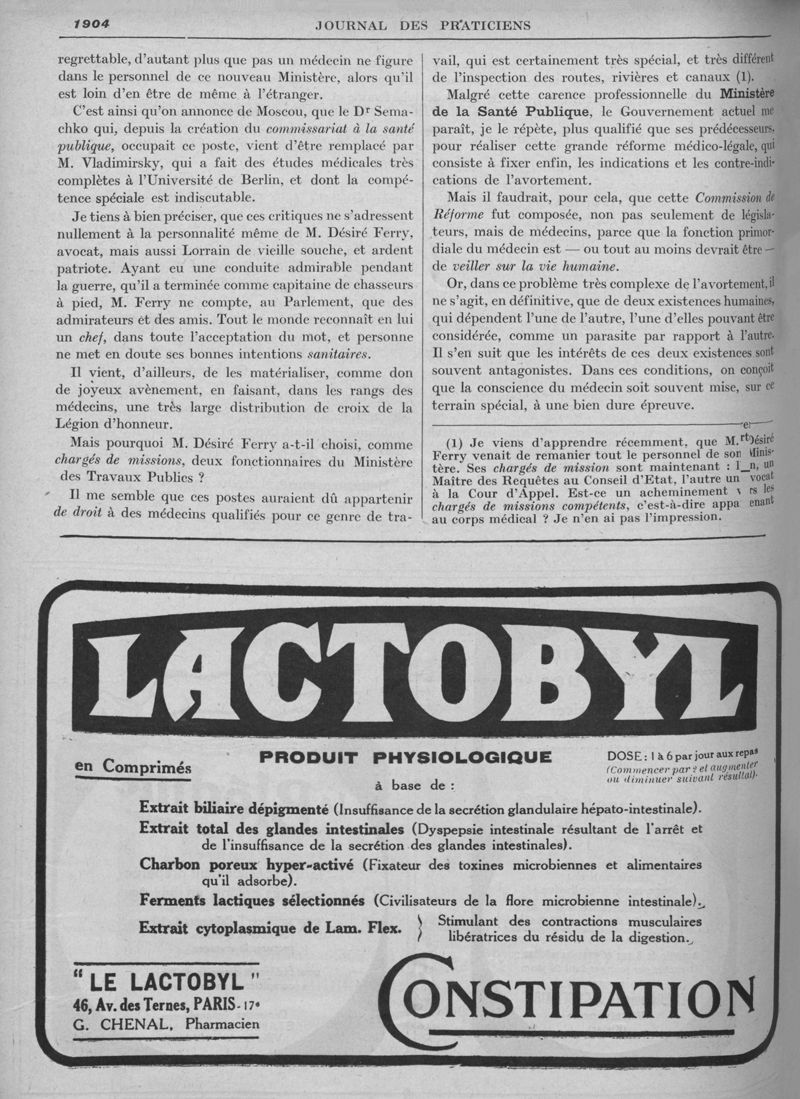 1904
JOURNAL DES PRATICIENS
regrettable, d'autant plus que pas un médecin ne figure
dans le personnel de ce nouveau Ministère, alors qu'il
est loin d'en être de même à l'étranger.
C'est ainsi qu'on annonce de Moscou, que le Dr Sema-
chko qui, depuis la création du commissariat à la santé
publique, occupait ce poste, vient d'être remplacé par
M. Vladimirsky, qui a fait des études médicales très
complètes à l'Université de Berlin, et dont la compé-
tence spéciale est indiscutable.
Je tiens à bien préciser, que ces critiques ne s'adressent
nullement à la personnalité même de M. Désiré Ferry,
avocat, mais aussi Lorrain de vieille souche, et ardent
patriote. Ayant eu une conduite admirable pendant
la guerre, qu'il a terminée comme capitaine de chasseurs
à pied, M. Ferry ne compte, au Parlement, que des
admirateurs et des amis. Tout le monde reconnaît en lui
un chef, dans toute l'acceptation du mot, et personne
ne met en doute ses bonnes intentions sanitaires.
Il vient, d'ailleurs, de les matérialiser, comme don
de joyeux avènement, en faisant, dans les rangs des
médecins, une très large distribution de croix de la
Légion d'honneur.
Mais pourquoi M. Désiré Ferry a-t-il choisi, comme
chargés de missions, deux fonctionnaires du Ministère
des Travaux Publics ?
Il me semble que ces postes auraient dû appartenir
de droit à des médecins qualifiés pour ce genre de tra-
vail, qui est certainement très spécial, et très différent
de l'inspection des routes, rivières et canaux (1).
Malgré cette carence professionnelle du Ministère
de la Santé Publique, le Gouvernement actuel me
paraît, je le répète, plus qualifié que ses prédécesseurs,
pour réaliser cette grande réforme médico-légale, qui
consiste à fixer enfin, les indications et les contre-indi-
cations de l'avortement.
Mais il faudrait, pour cela, que cette Commission de
Réforme fut composée, non pas seulement de législa-
teurs, mais de médecins, parce que la fonction primor-
diale du médecin est — ou tout au moins devrait être —
de veiller sur la vie humaine.
Or, dans ce problème très complexe de l'avortement, il
ne s'agit, en définitive, que de deux existences humaines,
qui dépendent l'une de l'autre, l'une d'elles pouvant être
considérée, comme un parasite par rapport à l'autre.
Il s'en suit que les intérêts de ces deux existences sont
souvent antagonistes. Dans ces conditions, on conçoit
que la conscience du médecin soit souvent mise, sur ce
terrain spécial, à une bien dure épreuve.
(1) Je viens d'apprendre récemment, que M. Désiré
Ferry venait de remanier tout le personnel de son Minis-
tère. Ses chargés de mission sont maintenant : un
Maître des Requêtes au Conseil d'Etat, l'autre un vocat
à la Cour d'Appel. Est-ce un acheminement rs les
chargés de missions compétents, c'est-à-dire appa enant
au corps médical ? Je n'en ai pas l'impression.
LACTOBYL
en Comprimés
PRODUIT PHYSIOLOGIQUE
à base de :
DOSE : 1 à 6 par jour aux repas
(Commencer par 2 et augmenter
ou diminuer suivant résultat).
Extrait biliaire dépigmenté (Insuffisance de la secrétion glandulaire hépato-intestinale).
Extrait total des glandes intestinales (Dyspepsie intestinale résultant de l'arrêt et
de l'insuffisance de la secrétion des glandes intestinales).
Charbon poreux hyper-activé (Fixateur des toxines microbiennes et alimentaires
qu'il adsorbe).
Ferments lactiques sélectionnés (Civilisateurs de la flore microbienne intestinale).
Extrait cytoplasmique de Lam. Flex. } Stimulant des contractions musculaires
libératrices du résidu de la digestion.
"LE LACTOBYL"
46, Av. des Ternes, PARIS-17e
G. CHENAL, Pharmacien
CONSTIPATION